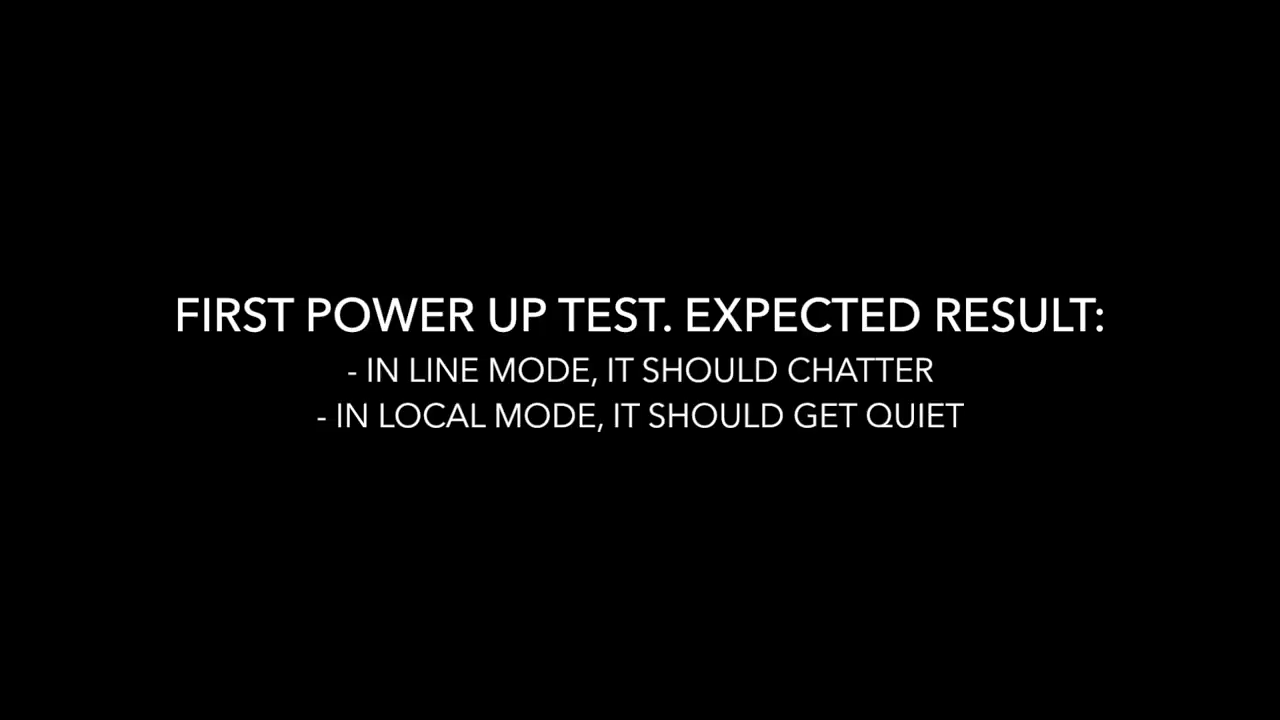 FIRST POWER UP TEST. EXPECTED RESULT:
- IN LINE MODE, IT SHOULD CHATTER
- IN LOCAL MODE, IT SHOULD GET QUIET